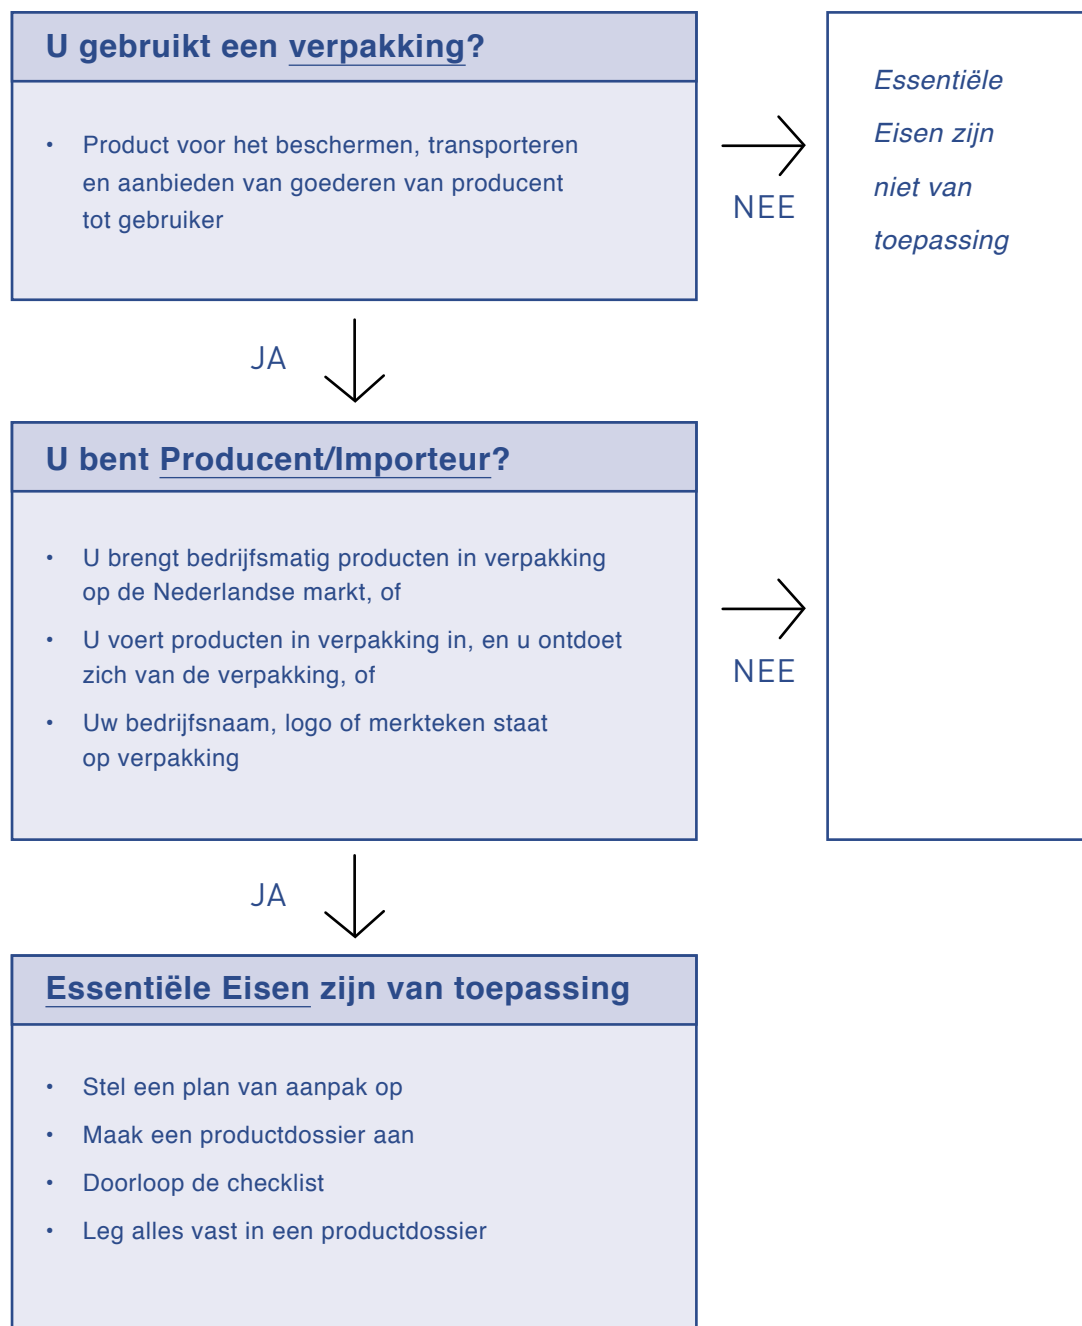 U gebruikt een verpakking?
• Product voor het beschermen, transporteren
en aanbieden van goederen van producent
tot gebruiker
NEE
Essentiële
Eisen zijn
niet van
toepassing
JA
U bent Producent/Importeur?
• U brengt bedrijfsmatig producten in verpakking
op de Nederlandse markt, of
• U voert producten in verpakking in, en u ontdoet
zich van de verpakking, of
• Uw bedrijfsnaam, logo of merkteken staat
op verpakking
NEE
JA
Essentiële Eisen zijn van toepassing
• Stel een plan van aanpak op
• Maak een productdossier aan
• Doorloop de checklist
• Leg alles vast in een productdossier